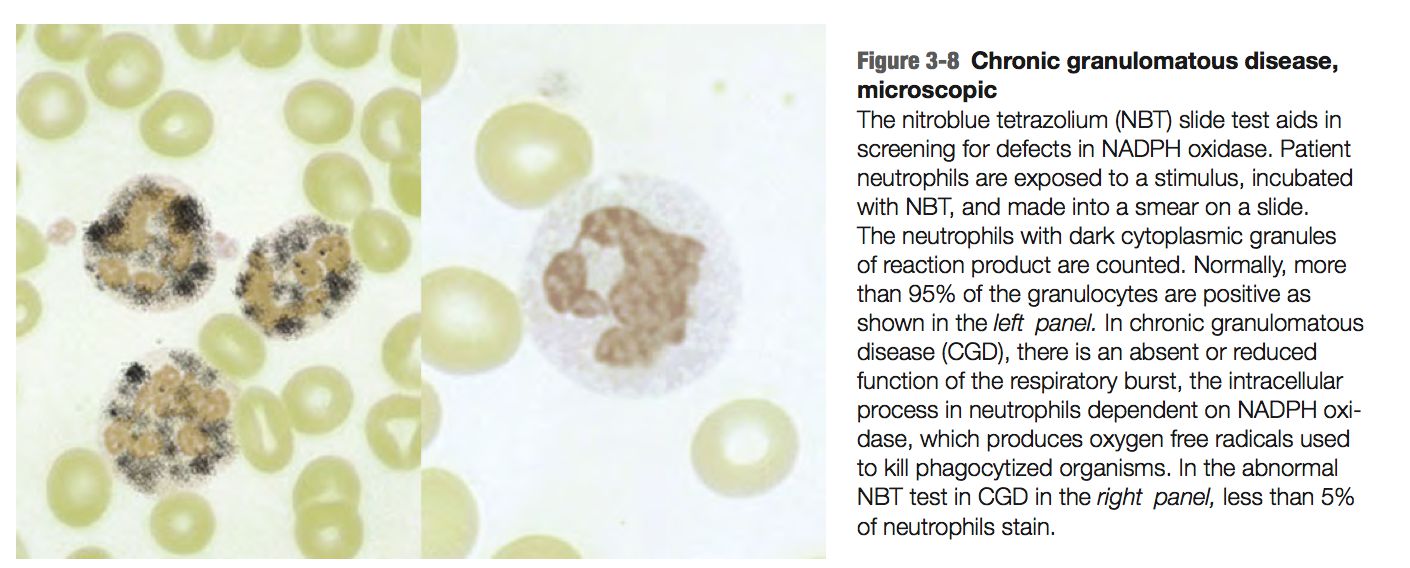 Figure 3-8 Chronic granulomatous disease,
microscopic
The nitroblue tetrazolium (NBT) slide test aids in
screening for defects in NADPH oxidase. Patient
neutrophils are exposed to a stimulus, incubated
with NBT, and made into a smear on a slide.
The neutrophils with dark cytoplasmic granules
of reaction product are counted. Normally, more
than 95% of the granulocytes are positive as
shown in the left panel. In chronic granulomatous
disease (CGD), there is an absent or reduced
function of the respiratory burst, the intracellular
process in neutrophils dependent on NADPH oxi-
dase, which produces oxygen free radicals used
to kill phagocytized organisms. In the abnormal
NBT test in CGD in the right panel, less than 5%
of neutrophils stain.